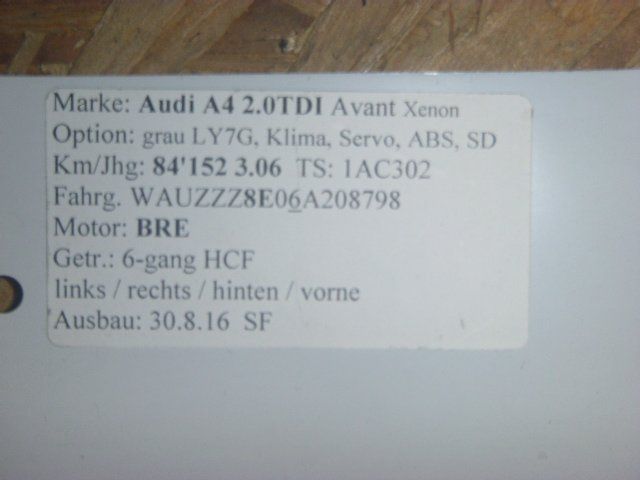 Marke: Audi A4 2.0TDI Avant Xenon
Option: grau LY7G, Klima, Servo, ABS, SD
Km/Jhg: 84'152 3.06 TS: 1AC302
Fahrg. WAUZZZ8E06A208798
Motor: BRE
Getr.: 6-gang HCF
links / rechts / hinten / vorne
Ausbau: 30.8.16 SF